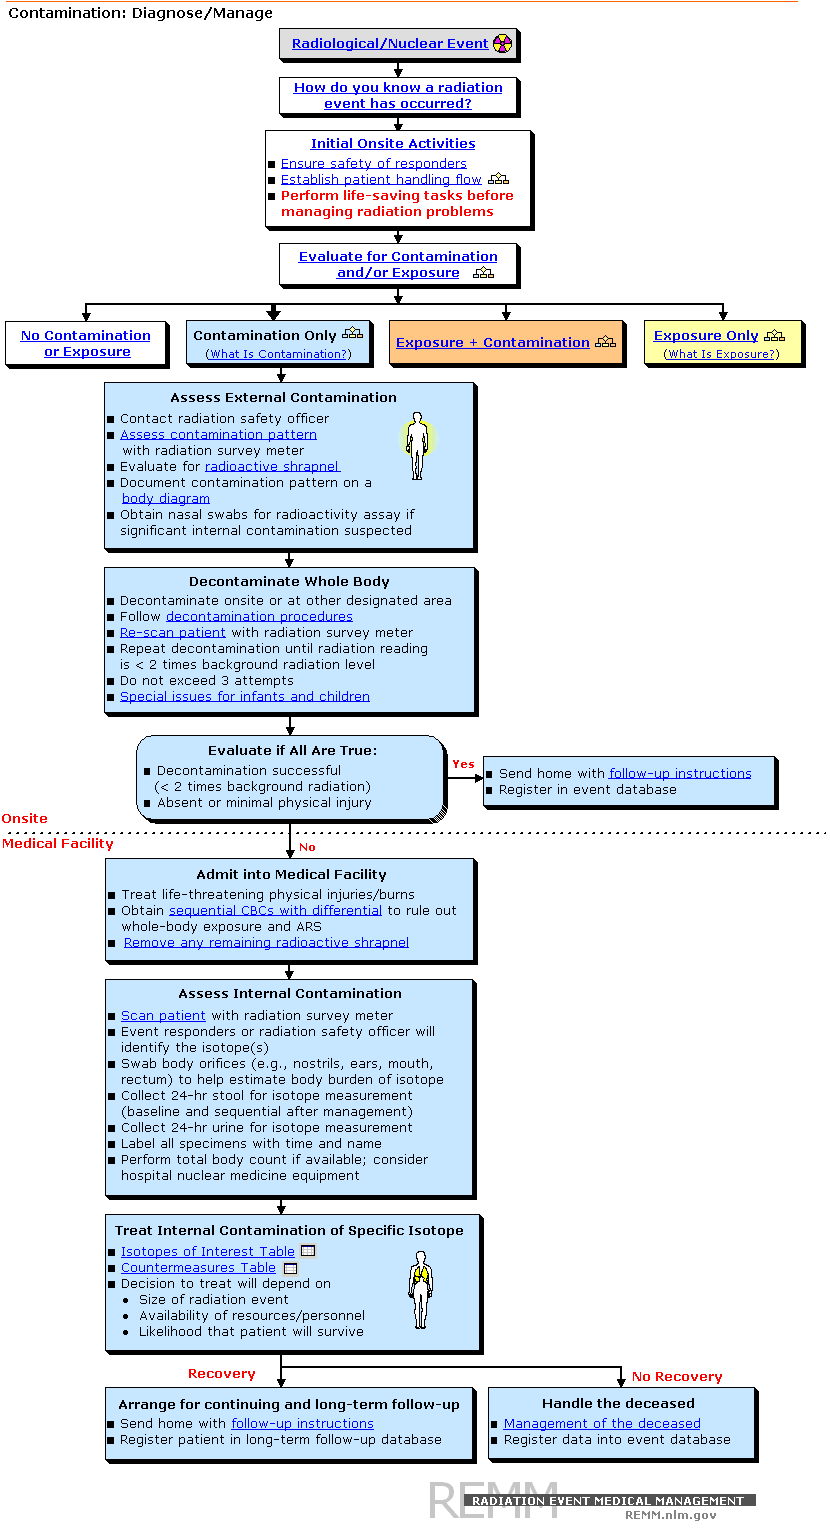 Contamination: Diagnose/Manage
Radiological/Nuclear Event
How do you know a radiation
event has occurred?
Initial Onsite Activities
Ensure safety of responders
Establish patient handling flow
Perform life-saving tasks before
managing radiation problems
Evaluate for Contamination
and/or Exposure
No Contamination
or Exposure
Contamination Only
(What Is Contamination?)
Exposure + Contamination
Exposure Only
(What Is Exposure?)
Assess External Contamination
Contact radiation safety officer
Assess contamination pattern
with radiation survey meter
Evaluate for radioactive shrapnel
Document contamination pattern on a
body diagram
Obtain nasal swabs for radioactivity assay if
significant internal contamination suspected
Decontaminate Whole Body
Decontaminate onsite or at other designated area
Follow decontamination procedures
Re-scan patient with radiation survey meter
Repeat decontamination until radiation reading
is < 2 times background radiation level
Do not exceed 3 attempts
Special issues for infants and children
Evaluate if All Are True:
Decontamination successful
(< 2 times background radiation)
Absent or minimal physical injury
Yes
Send home with follow-up instructions
Register in event database
Onsite
Medical Facility
No
Admit into Medical Facility
Treat life-threatening physical injuries/burns
Obtain sequential CBCs with differential to rule out
whole-body exposure and ARS
Remove any remaining radioactive shrapnel
Assess Internal Contamination
Scan patient with radiation survey meter
Event responders or radiation safety officer will
identify the isotope(s)
Swab body orifices (e.g., nostrils, ears, mouth,
rectum) to help estimate body burden of isotope
Collect 24-hr stool for isotope measurement
(baseline and sequential after management)
Collect 24-hr urine for isotope measurement
Label all specimens with time and name
Perform total body count if available; consider
hospital nuclear medicine equipment
Treat Internal Contamination of Specific Isotope
Isotopes of Interest Table
Countermeasures Table
Decision to treat will depend on
Size of radiation event
Availability of resources/personnel
Likelihood that patient will survive
Recovery
No Recovery
Arrange for continuing and long-term follow-up
Send home with follow-up instructions
Register patient in long-term follow-up database
Handle the deceased
Management of the deceased
Register data into event database
REMM
RADIATION EVENT MEDICAL MANAGEMENT
REMM.nlm.gov